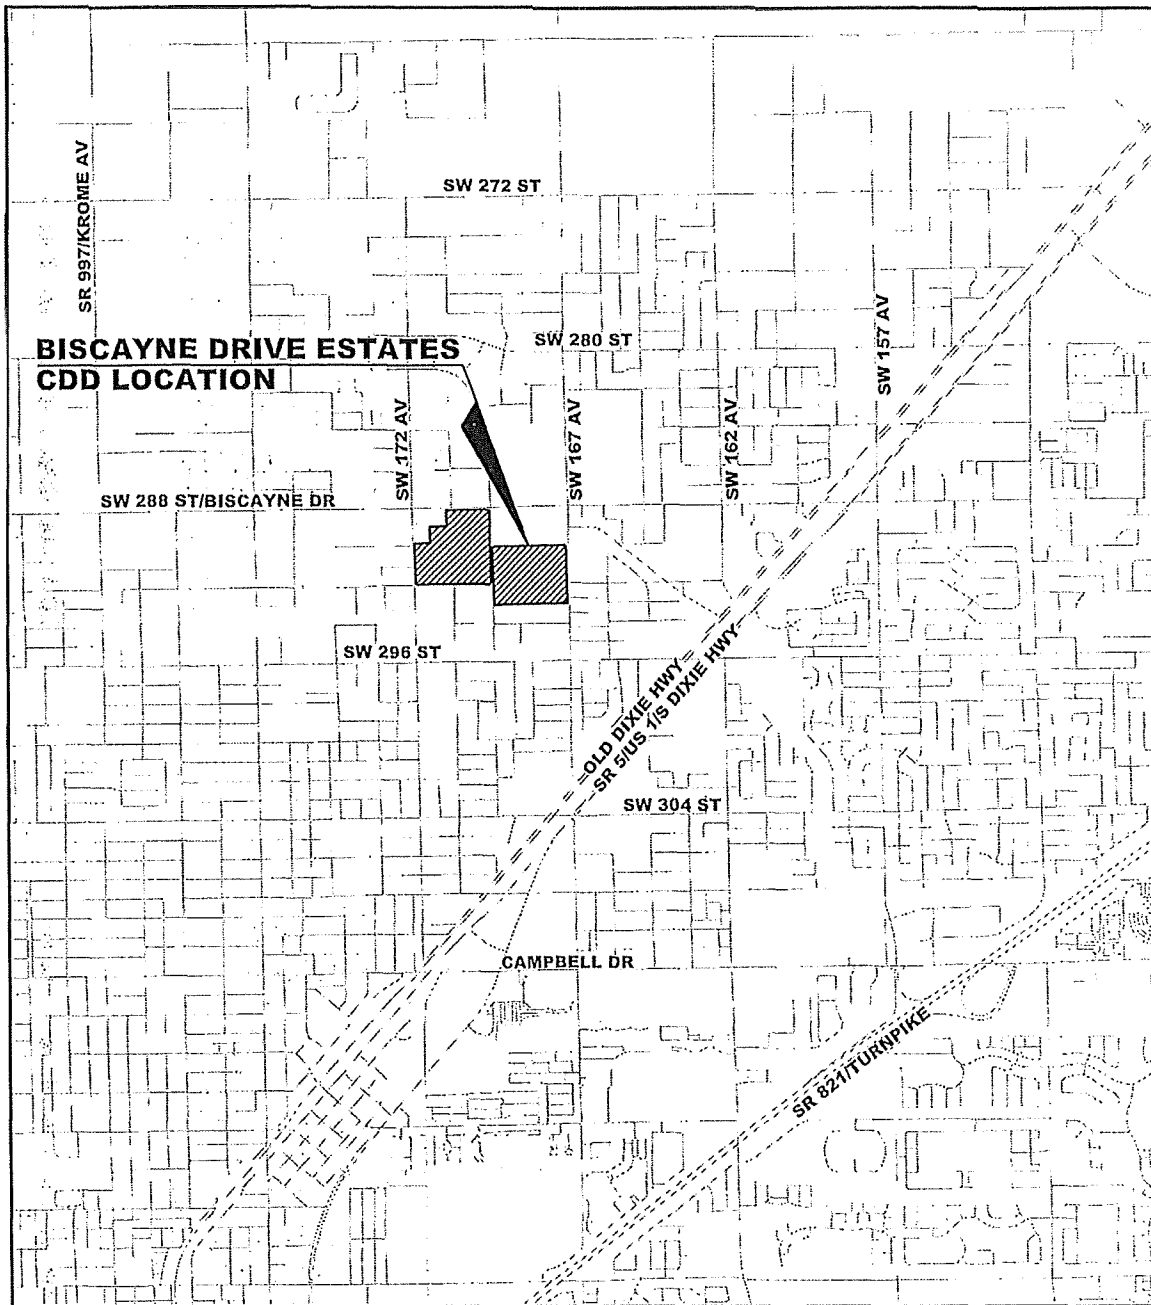 SR 997/KROME AV
SW 272 ST
SW 280 ST
SW 157 AV
BISCAYNE DRIVE ESTATES
CDD LOCATION
SW 172 AV
SW 167 AV
SW 162 AV
SW 288 ST/BISCAYNE DR
SW 296 ST
OLD DIXIE HWY
SR 5/US 1/S DIXIE HWY
SW 304 ST
CAMPBELL DR
SR 821/TURNPIKE